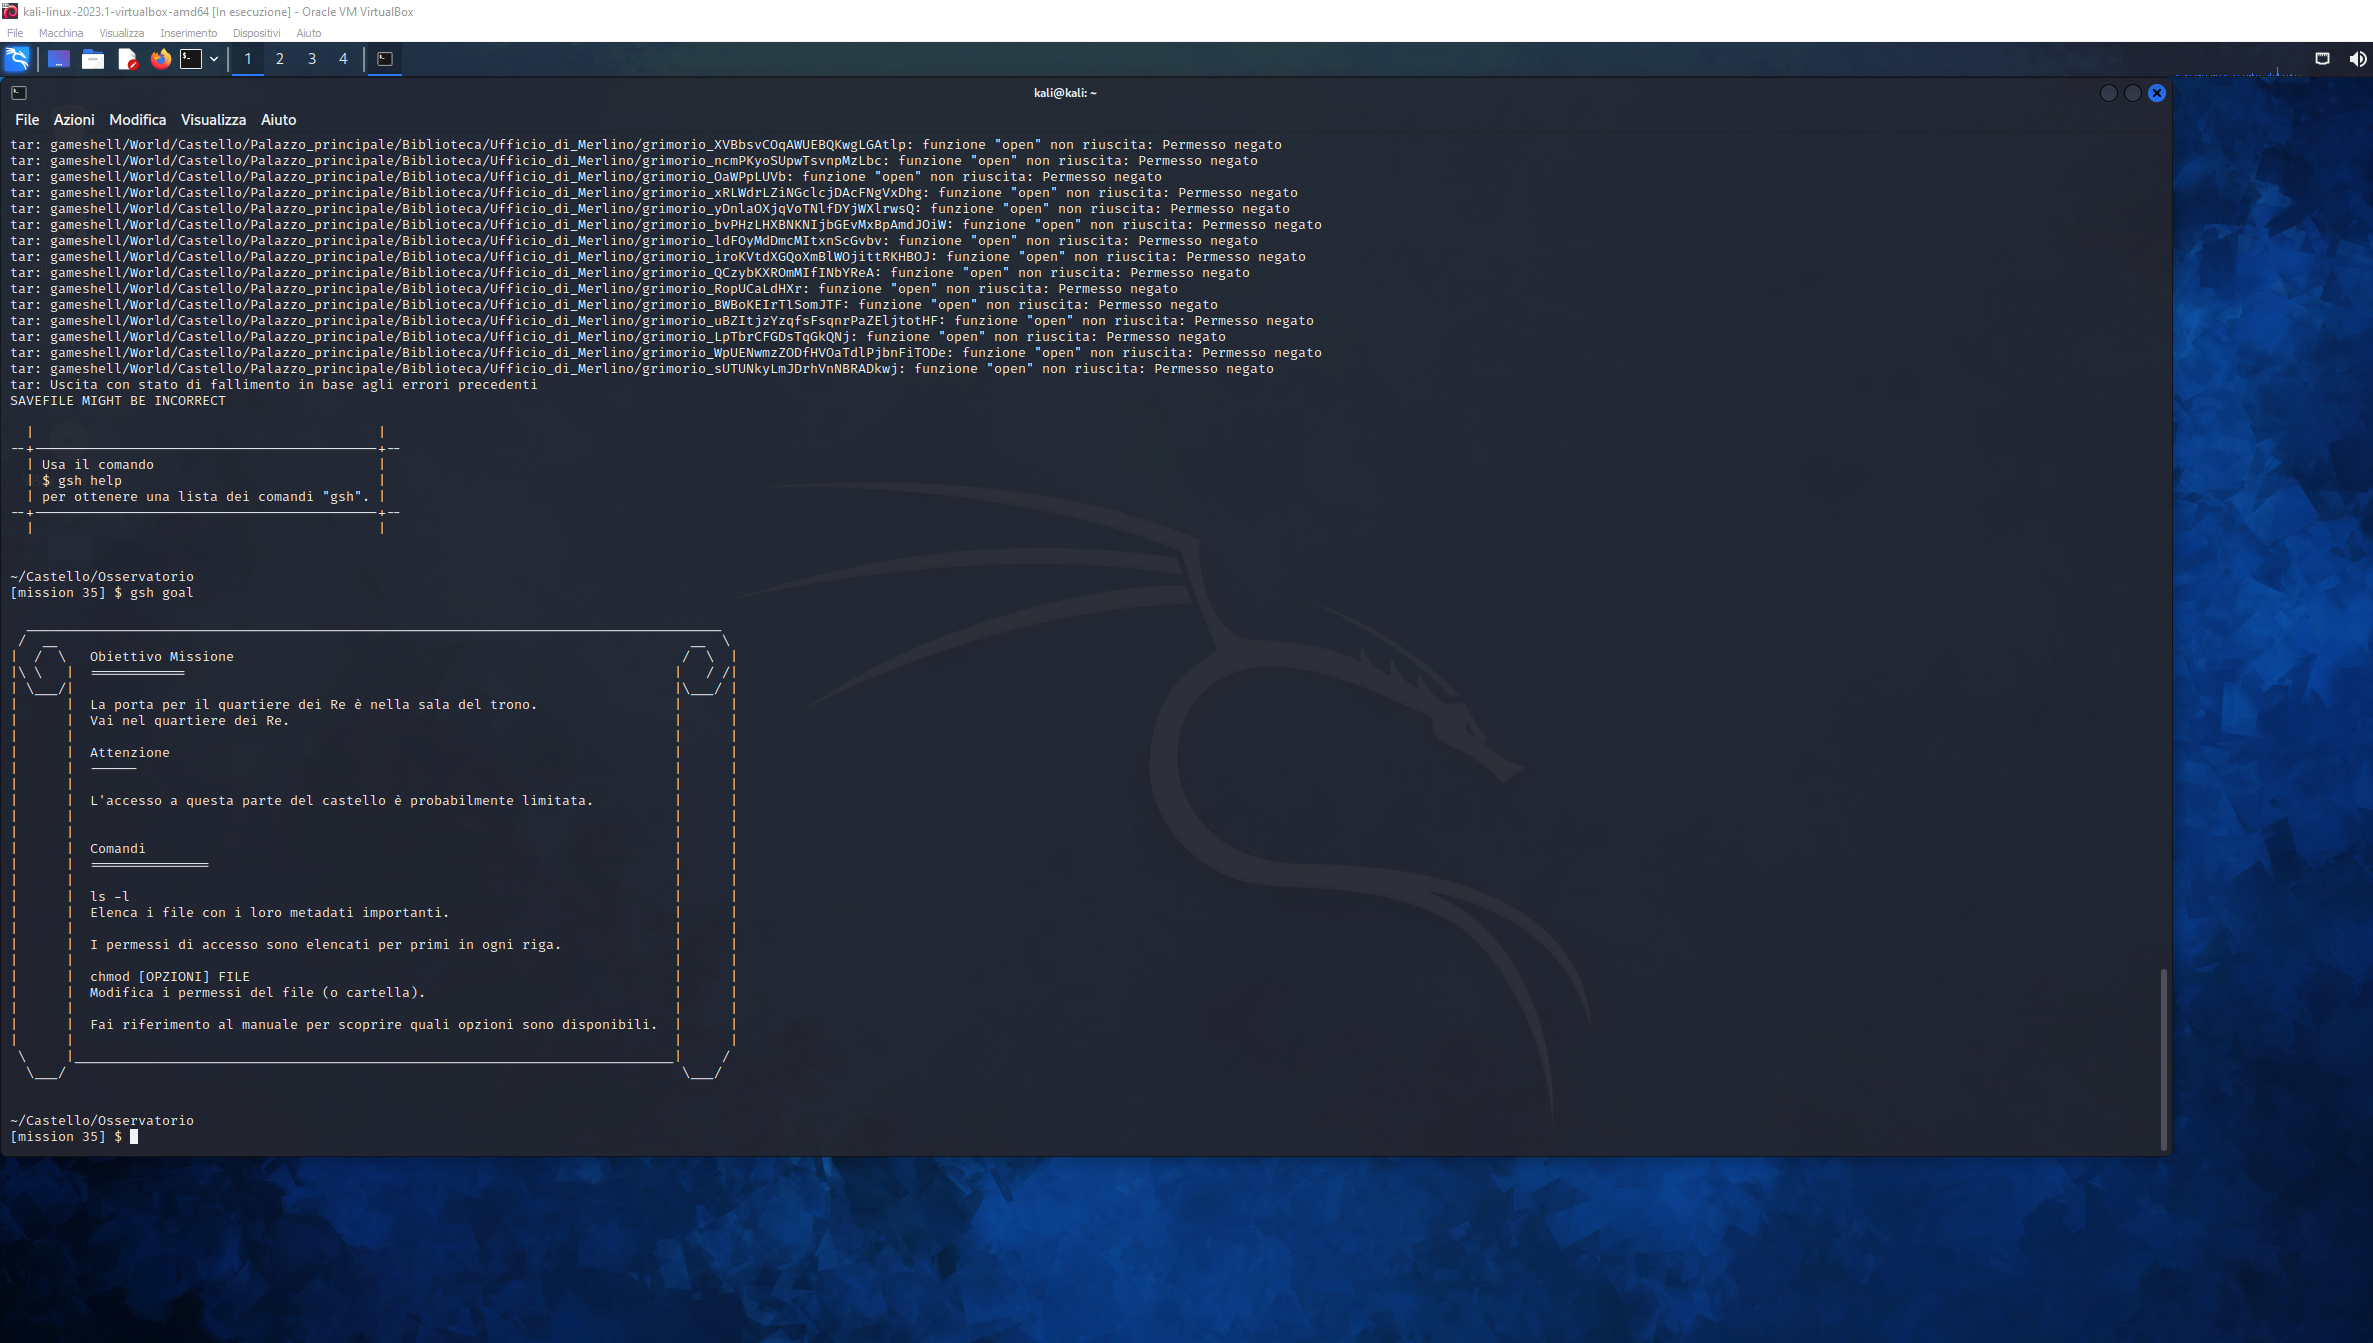 kali-linux-2023.1-virtualbox-amd64 [In esecuzione] - Oracle VM VirtualBox
File Macchina Visualizza Inserimento Dispositivi Aiuto
1 2 3 4
kali@kali: ~
File Azioni Modifica Visualizza Aiuto
tar: gameshell/World/Castello/Palazzo_principale/Biblioteca/Ufficio_di_Merlino/grimorio_XVBbsvCOqAWUEBQKwgLGAtlp: funzione "open" non riuscita: Permesso negato
tar: gameshell/World/Castello/Palazzo_principale/Biblioteca/Ufficio_di_Merlino/grimorio_ncmPKyoSUpwTsvnpMzLbc: funzione "open" non riuscita: Permesso negato
tar: gameshell/World/Castello/Palazzo_principale/Biblioteca/Ufficio_di_Merlino/grimorio_OaWPpLUVb: funzione "open" non riuscita: Permesso negato
tar: gameshell/World/Castello/Palazzo_principale/Biblioteca/Ufficio_di_Merlino/grimorio_xRLWdrLZiNGclcjDAcFNgVxDhg: funzione "open" non riuscita: Permesso negato
tar: gameshell/World/Castello/Palazzo_principale/Biblioteca/Ufficio_di_Merlino/grimorio_yDnlaOXjqVoTNlfDYjWXlrwsQ: funzione "open" non riuscita: Permesso negato
tar: gameshell/World/Castello/Palazzo_principale/Biblioteca/Ufficio_di_Merlino/grimorio_bvPHzLHXBNKNIjbGEvMxBpAmdJOiW: funzione "open" non riuscita: Permesso negato
tar: gameshell/World/Castello/Palazzo_principale/Biblioteca/Ufficio_di_Merlino/grimorio_ldFOyMdDmcMItxnScGvbv: funzione "open" non riuscita: Permesso negato
tar: gameshell/World/Castello/Palazzo_principale/Biblioteca/Ufficio_di_Merlino/grimorio_iroKVtdXGQoXmBlWOjittRKHBOJ: funzione "open" non riuscita: Permesso negato
tar: gameshell/World/Castello/Palazzo_principale/Biblioteca/Ufficio_di_Merlino/grimorio_QCzybKXROmMIfINbYReA: funzione "open" non riuscita: Permesso negato
tar: gameshell/World/Castello/Palazzo_principale/Biblioteca/Ufficio_di_Merlino/grimorio_RopUCaLdHXr: funzione "open" non riuscita: Permesso negato
tar: gameshell/World/Castello/Palazzo_principale/Biblioteca/Ufficio_di_Merlino/grimorio_BWBoKEIrTlSomJTF: funzione "open" non riuscita: Permesso negato
tar: gameshell/World/Castello/Palazzo_principale/Biblioteca/Ufficio_di_Merlino/grimorio_uBZItjzYzqfsFsqnrPaZEljtotHF: funzione "open" non riuscita: Permesso negato
tar: gameshell/World/Castello/Palazzo_principale/Biblioteca/Ufficio_di_Merlino/grimorio_LpTbrCFGDsTqGkQNj: funzione "open" non riuscita: Permesso negato
tar: gameshell/World/Castello/Palazzo_principale/Biblioteca/Ufficio_di_Merlino/grimorio_WpUENwmzZODfHVOaTdlPjbnFiTODe: funzione "open" non riuscita: Permesso negato
tar: gameshell/World/Castello/Palazzo_principale/Biblioteca/Ufficio_di_Merlino/grimorio_sUTUNkyLmJDrhVnNBRADkwj: funzione "open" non riuscita: Permesso negato
tar: Uscita con stato di fallimento in base agli errori precedenti
SAVEFILE MIGHT BE INCORRECT
Usa il comando
$ gsh help
per ottenere una lista dei comandi "gsh".
~/Castello/Osservatorio
[mission 35] $ gsh goal
Obiettivo Missione
La porta per il quartiere dei Re è nella sala del trono.
Vai nel quartiere dei Re.
Attenzione
L'accesso a questa parte del castello è probabilmente limitata.
Comandi
ls -l
Elenca i file con i loro metadati importanti.
I permessi di accesso sono elencati per primi in ogni riga.
chmod [OPZIONI] FILE
Modifica i permessi del file (o cartella).
Fai riferimento al manuale per scoprire quali opzioni sono disponibili.
~/Castello/Osservatorio
[mission 35] $